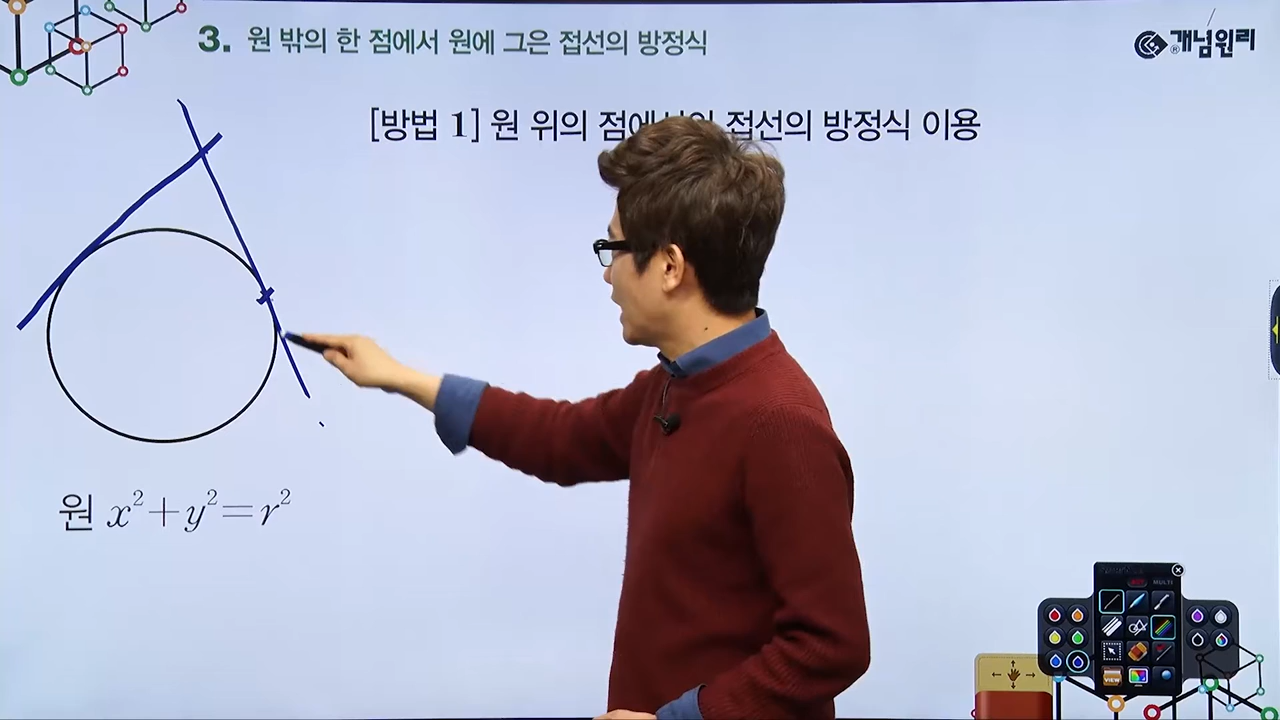 3. 원 밖의 한 점에서 원에 그은 접선의 방정식
개념원리
[방법 1] 원 위의 점에서의 접선의 방정식 이용
원 x²+y²=r²
MULTI
VIEW